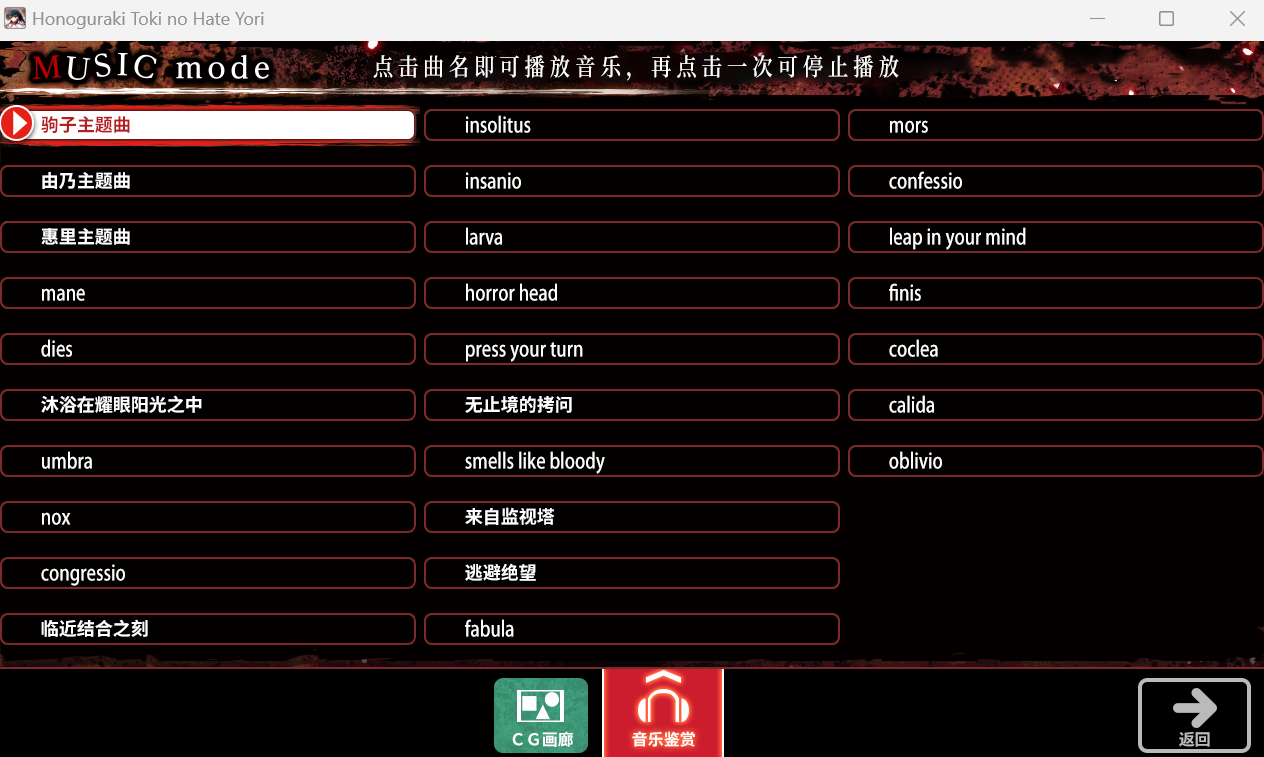 Honoguraki Toki no Hate Yori
MUSIC mode
点击曲名即可播放音乐，再点击一次可停止播放
驹子主题曲
由乃主题曲
惠里主题曲
mane
dies
沐浴在耀眼阳光之中
umbra
nox
congressio
临近结合之刻
insolitus
insanio
larva
horror head
press your turn
无止境的拷问
smells like bloody
来自监视塔
逃避绝望
fabula
mors
confessio
leap in your mind
finis
coclea
calida
oblivio
ＣＧ画廊
音乐鉴赏
返回